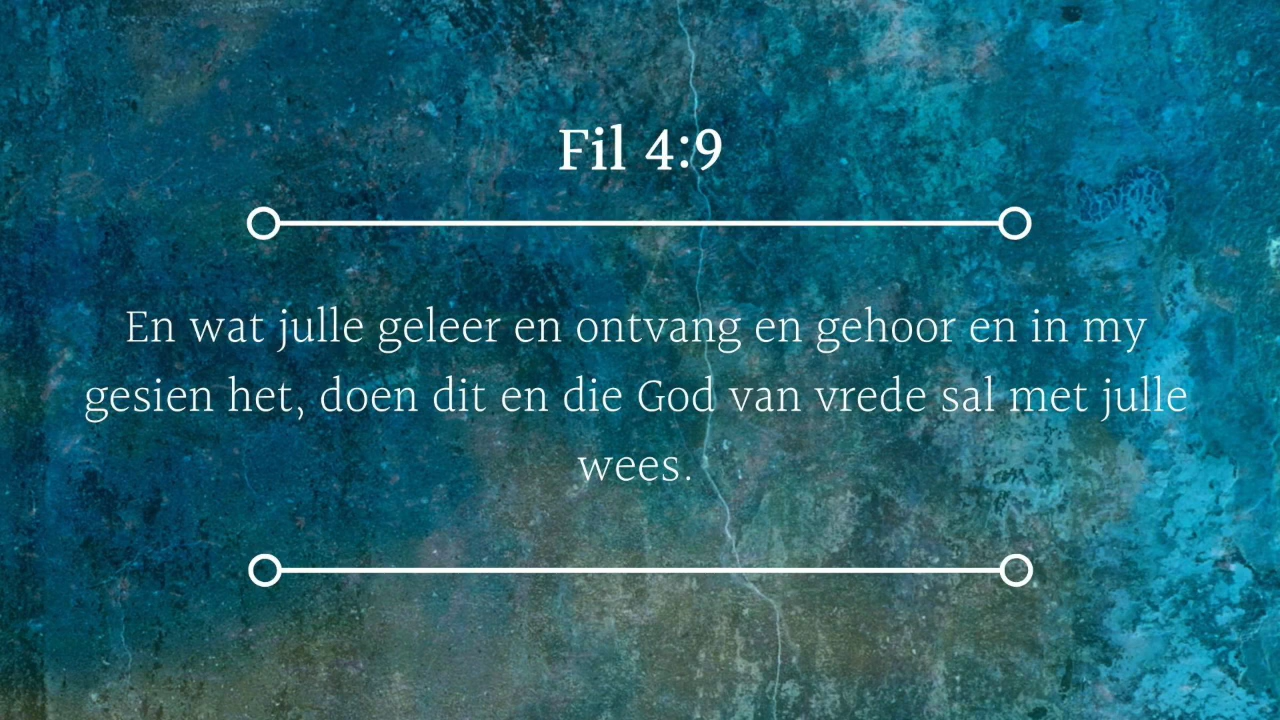 Fil 4:9
En wat julle geleer en ontvang en gehoor en in my
gesien het, doen dit en die God van vrede sal met julle
wees.